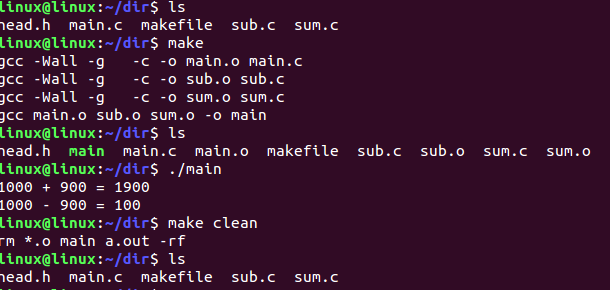 linux@linux:~/dir$ ls
head.h  main.c  makefile  sub.c  sum.c
linux@linux:~/dir$ make
gcc -Wall -g   -c -o main.o main.c
gcc -Wall -g   -c -o sub.o sub.c
gcc -Wall -g   -c -o sum.o sum.c
gcc main.o sub.o sum.o -o main
linux@linux:~/dir$ ls
head.h  main  main.c  main.o  makefile  sub.c  sub.o  sum.c  sum.o
linux@linux:~/dir$ ./main
1000 + 900 = 1900
1000 - 900 = 100
linux@linux:~/dir$ make clean
rm *.o main a.out -rf
linux@linux:~/dir$ ls
head.h  main.c  makefile  sub.c  sum.c